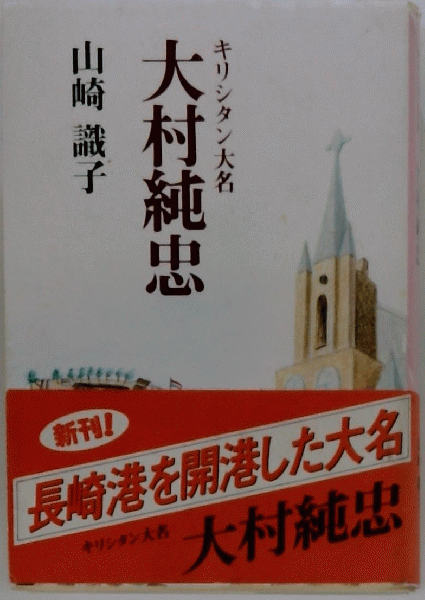 キリシタン大名
大村純忠
山崎 識子
新刊!
長崎港を開港した大名
キリシタン大名
大村純忠